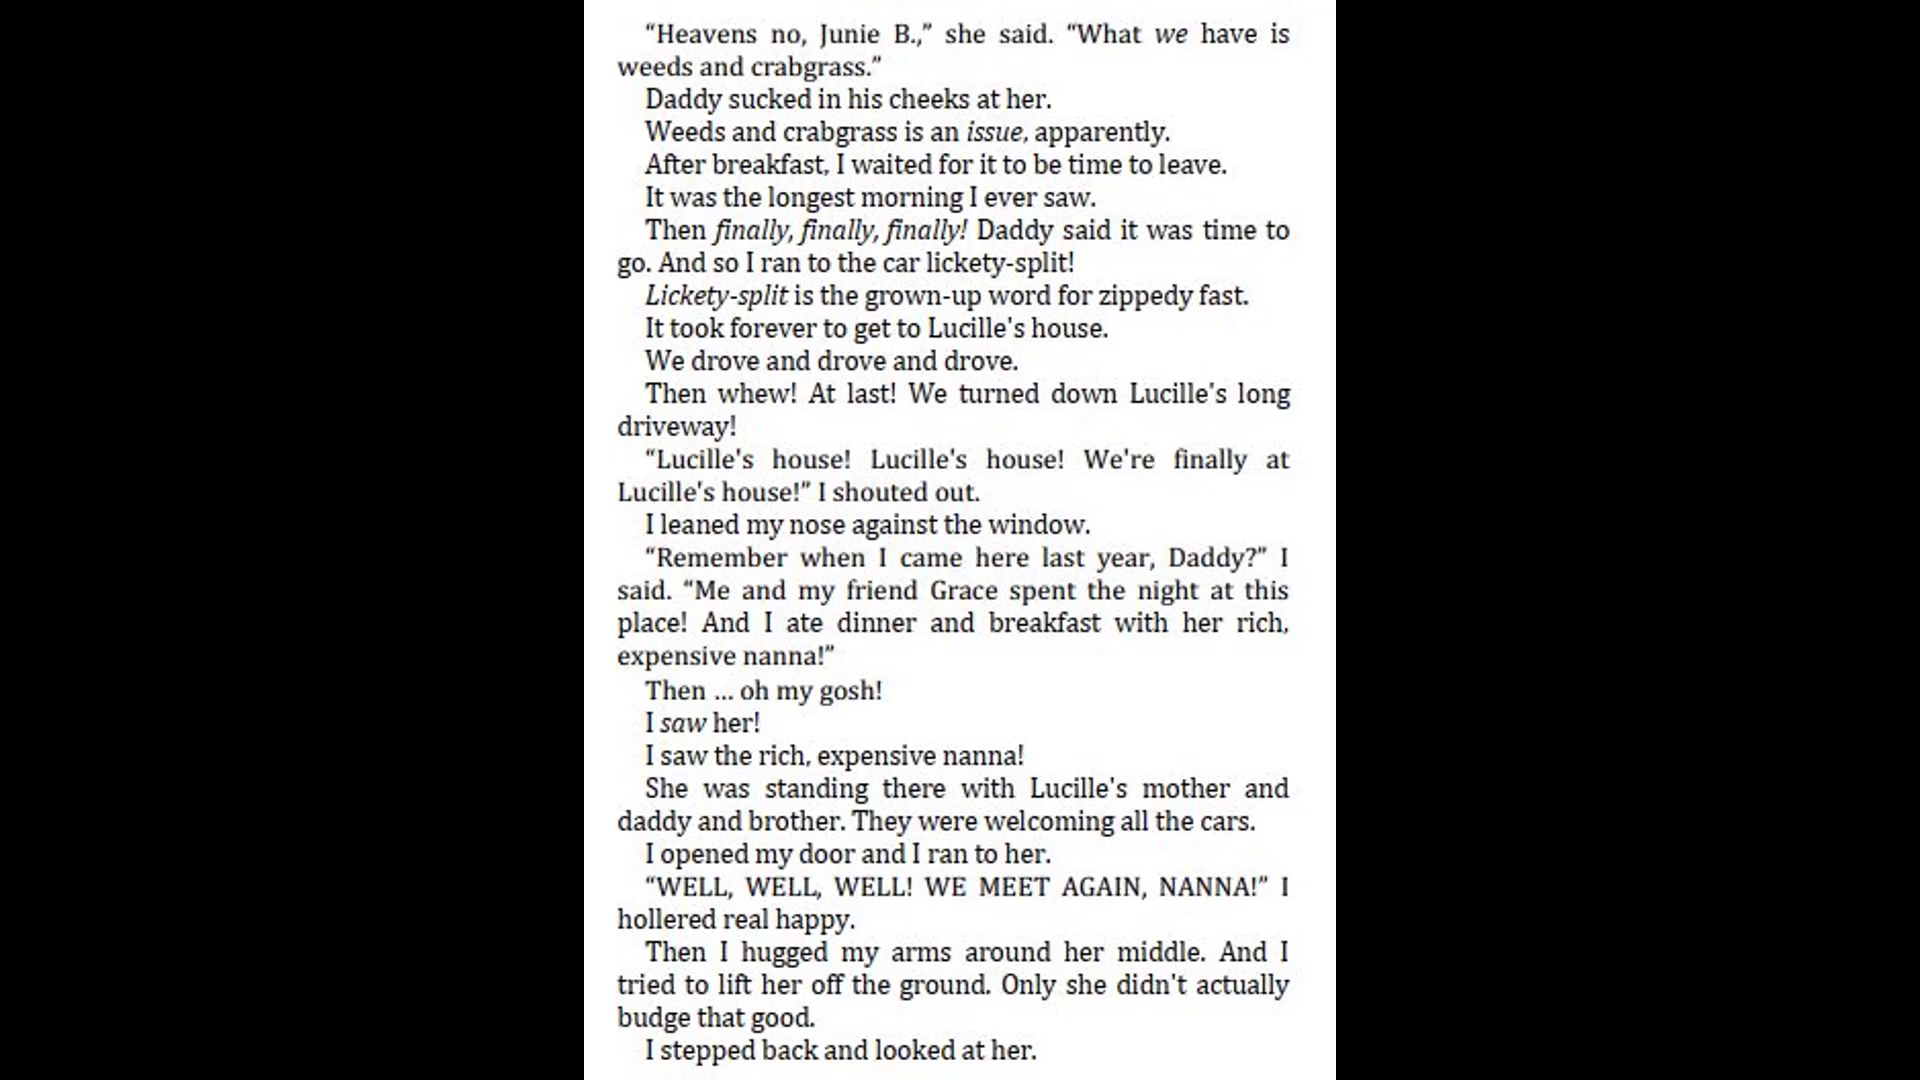 “Heavens no, Junie B.,” she said. “What we have is
weeds and crabgrass.”
Daddy sucked in his cheeks at her.
Weeds and crabgrass is an issue, apparently.
After breakfast, I waited for it to be time to leave.
It was the longest morning I ever saw.
Then finally, finally, finally! Daddy said it was time to
go. And so I ran to the car lickety-split!
Lickety-split is the grown-up word for zippedy fast.
It took forever to get to Lucille's house.
We drove and drove and drove.
Then whew! At last! We turned down Lucille's long
driveway!
“Lucille's house! Lucille's house! We're finally at
Lucille's house!” I shouted out.
I leaned my nose against the window.
“Remember when I came here last year, Daddy?” I
said. “Me and my friend Grace spent the night at this
place! And I ate dinner and breakfast with her rich,
expensive nanna!”
Then ... oh my gosh!
I saw her!
I saw the rich, expensive nanna!
She was standing there with Lucille's mother and
daddy and brother. They were welcoming all the cars.
I opened my door and I ran to her.
“WELL, WELL, WELL! WE MEET AGAIN, NANNA!” I
hollered real happy.
Then I hugged my arms around her middle. And I
tried to lift her off the ground. Only she didn't actually
budge that good.
I stepped back and looked at her.